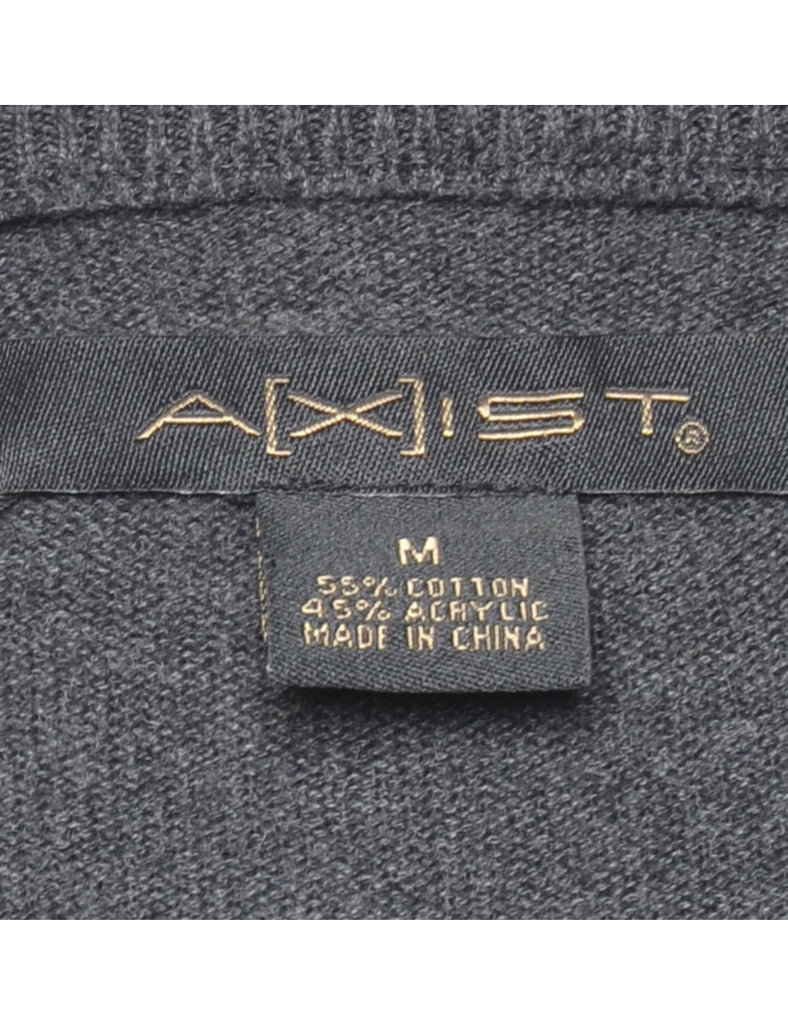 A[X]IST®
M
55% COTTON
45% ACRYLIC
MADE IN CHINA